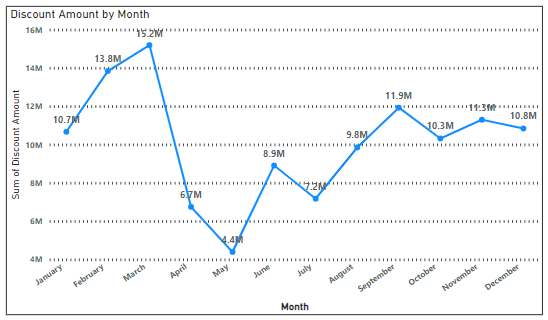 Discount Amount by Month
16M
14M
12M
10M
8M
6M
4M
Sum of Discount Amount
10.7M
13.8M
15.2M
6.7M
4.4M
8.9M
7.2M
9.8M
11.9M
10.3M
11.3M
10.8M
January
February
March
April
May
June
July
August
September
October
November
December
Month